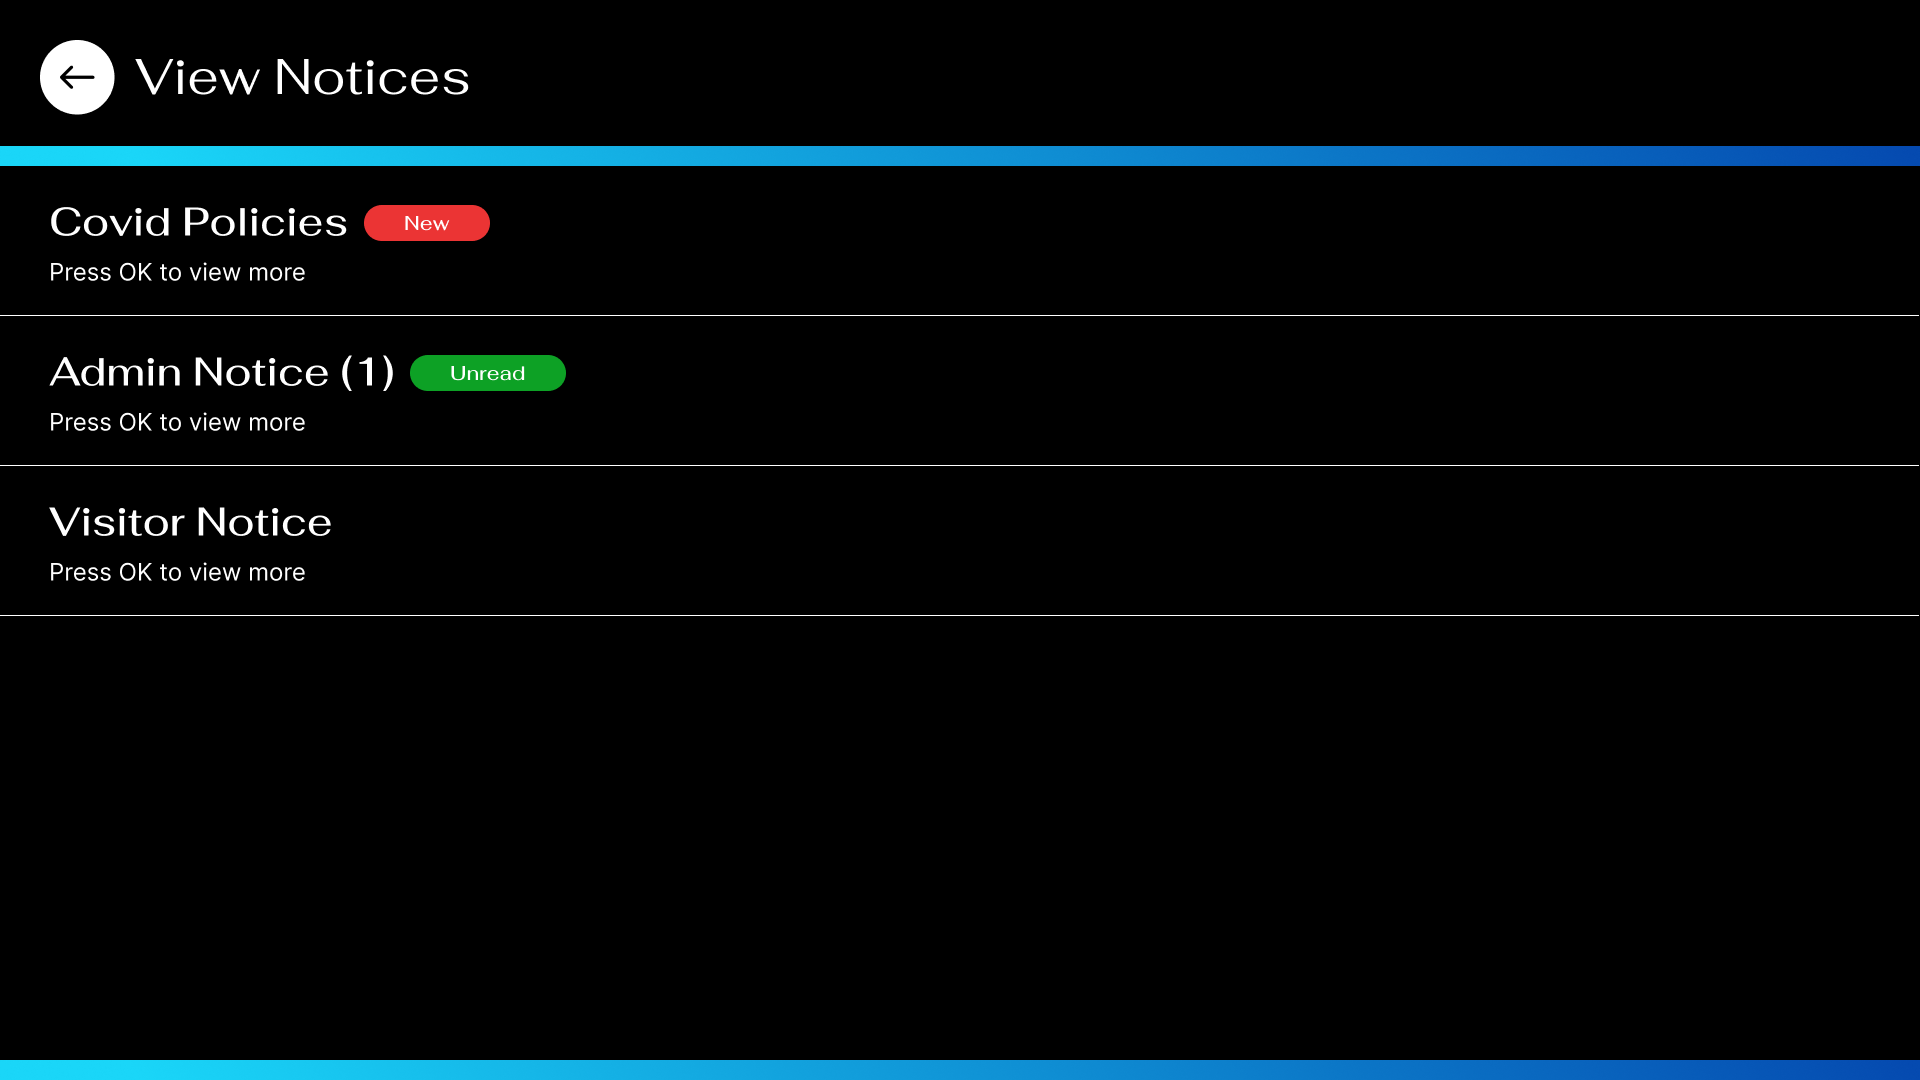 View Notices
Covid Policies New
Press OK to view more
Admin Notice (1) Unread
Press OK to view more
Visitor Notice
Press OK to view more